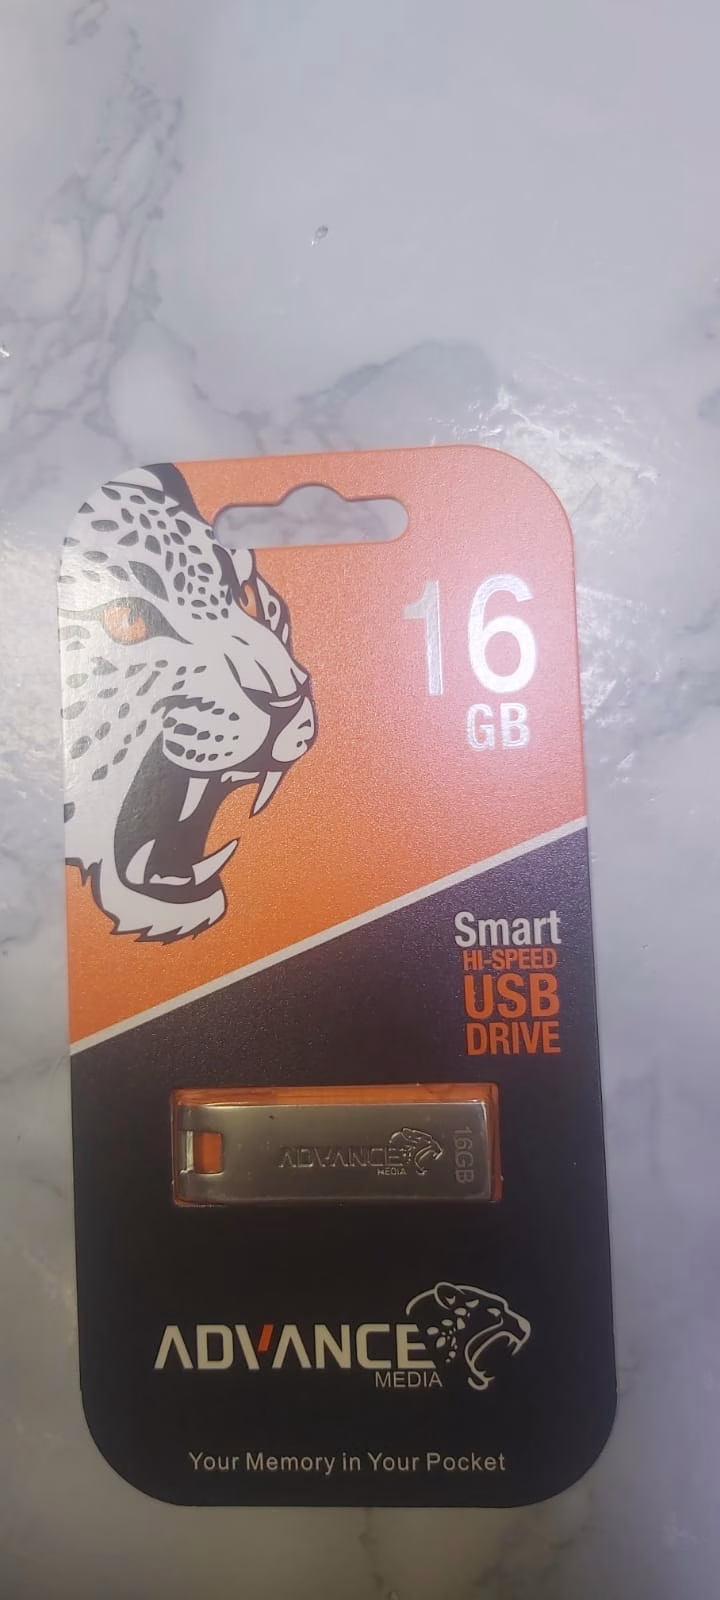 16
GB
Smart
HI-SPEED
USB
DRIVE
ADVANCE
MEDIA
16GB
ADVANCE
MEDIA
Your Memory in Your Pocket